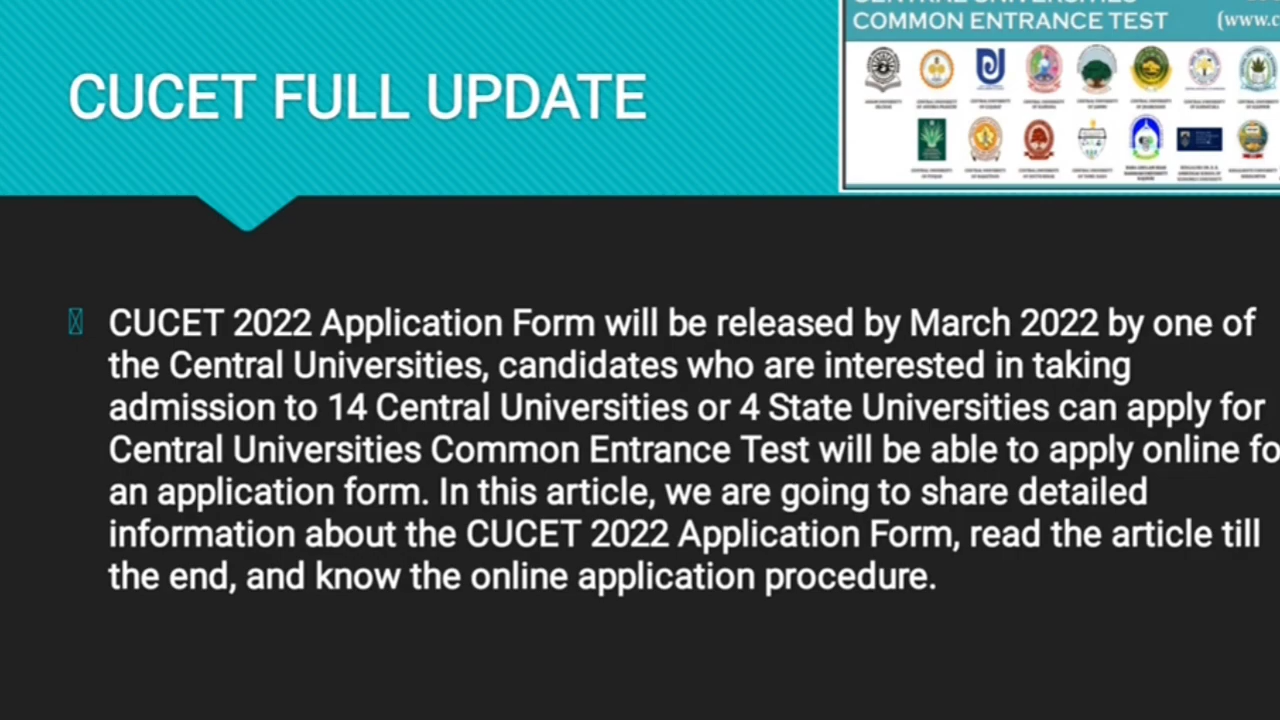 COMMON ENTRANCE TEST
(www.c
CUCET FULL UPDATE
CUCET 2022 Application Form will be released by March 2022 by one of
the Central Universities, candidates who are interested in taking
admission to 14 Central Universities or 4 State Universities can apply for
Central Universities Common Entrance Test will be able to apply online fo
an application form. In this article, we are going to share detailed
information about the CUCET 2022 Application Form, read the article till
the end, and know the online application procedure.